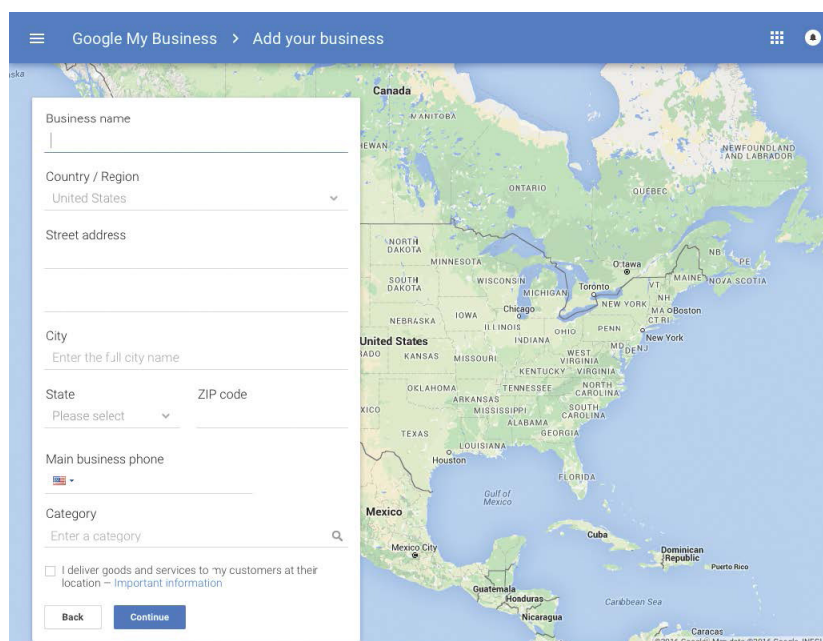 Google My Business > Add your business
Business name
Country / Region
United States
Street address
City
Enter the full city name
State
ZIP code
Please select
Main business phone
Category
Enter a category
I deliver goods and services to my customers at their
location – Important information
Back
Continue
aska
Canada
MANITOBA
EWAN
NEWFOUNDLAND
AND LABRADOR
ONTARIO
QUEBEC
NORTH
DAKOTA
MINNESOTA
Ottawa
NB
PE
MAINE
NOVA SCOTIA
SOUTH
DAKOTA
WISCONSIN
MICHIGAN
Toronto
VT
NH
NEW YORK
MA
Boston
CT RI
Chicago
IOWA
NEBRASKA
ILLINOIS
INDIANA
OHIO
PENN
New York
MD
DE
NJ
United States
ADO
KANSAS
MISSOURI
WEST
VIRGINIA
KENTUCKY
VIRGINIA
OKLAHOMA
TENNESSEE
NORTH
CAROLINA
ARKANSAS
XICO
MISSISSIPPI
SOUTH
CAROLINA
ALABAMA
TEXAS
GEORGIA
LOUISIANA
Houston
FLORIDA
Gulf of
Mexico
Mexico
Cuba
Mexico City
Dominican
Republic
Puerto Rico
Guatemala
Honduras
Caribbean Sea
Nicaragua
Caracas